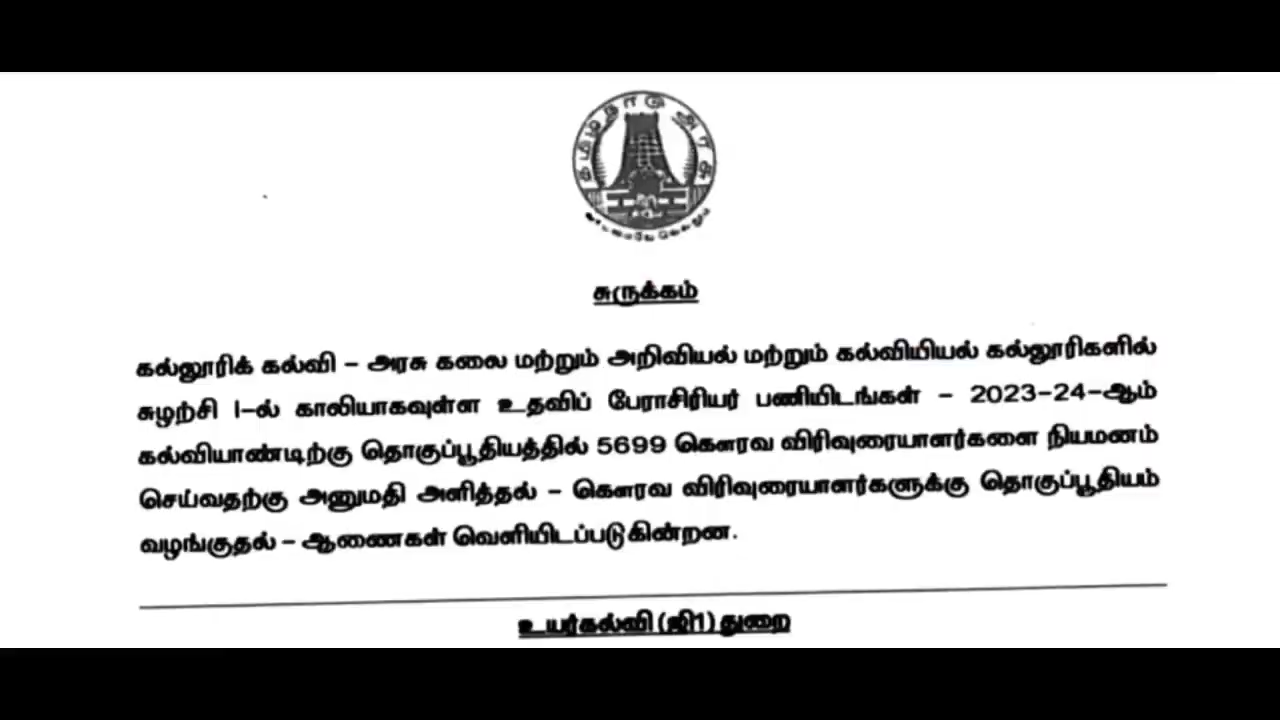 தமிழ்நாடு அரசு
சுருக்கம்
கல்லூரிக் கல்வி – அரசு கலை மற்றும் அறிவியல் மற்றும் கல்வியியல் கல்லூரிகளில்
சுழற்சி I-ல் காலியாகவுள்ள உதவிப் பேராசிரியர் பணியிடங்கள் – 2023-24-ஆம்
கல்வியாண்டிற்கு தொகுப்பூதியத்தில் 5699 கௌரவ விரிவுரையாளர்களை நியமனம்
செய்வதற்கு அனுமதி அளித்தல் – கௌரவ விரிவுரையாளர்களுக்கு தொகுப்பூதியம்
வழங்குதல் – ஆணைகள் வெளியிடப்படுகின்றன.
உயர்கல்வி (ஜி1) துறை